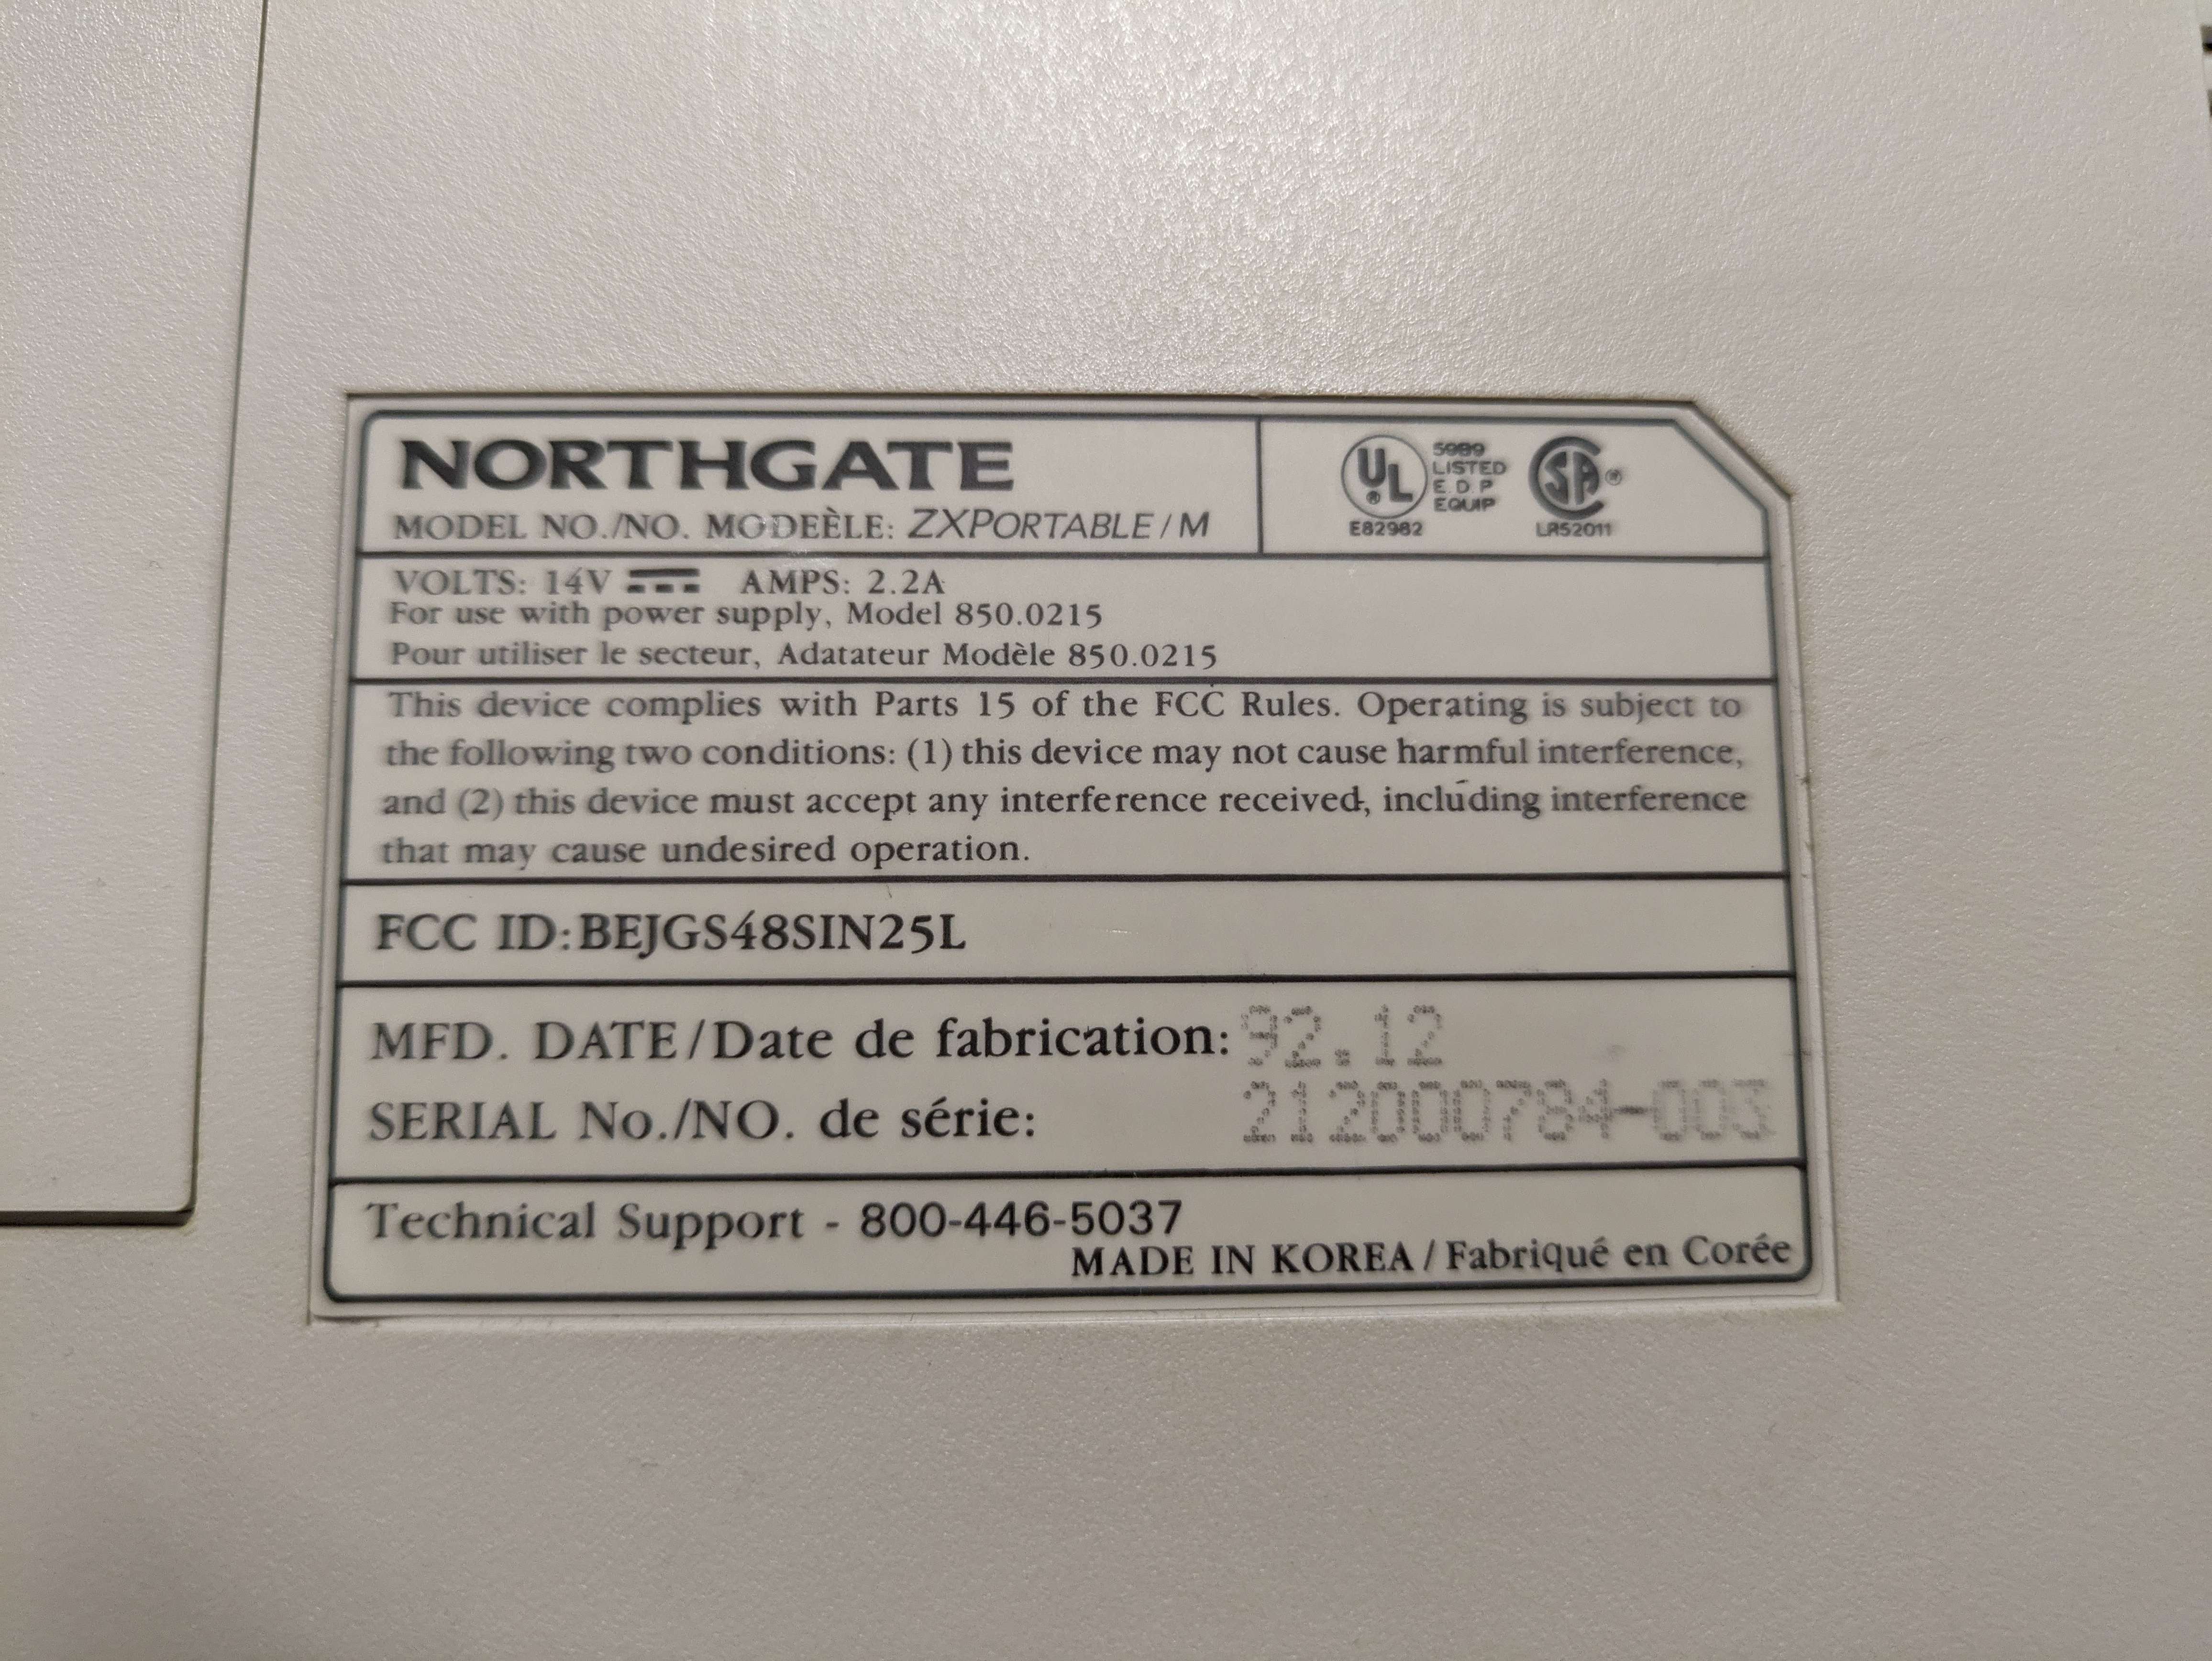 NORTHGATE
MODEL NO./NO. MODEÈLE: ZXPORTABLE/M
UL ® 5989 LISTED E.D.P EQUIP
E82982
SA ®
LR52011
VOLTS: 14V AMPS: 2.2A
For use with power supply, Model 850.0215
Pour utiliser le secteur, Adatateur Modèle 850.0215
This device complies with Parts 15 of the FCC Rules. Operating is subject to
the following two conditions: (1) this device may not cause harmful interference,
and (2) this device must accept any interference received, including interference
that may cause undesired operation.
FCC ID:BEJGS48SIN25L
MFD. DATE/Date de fabrication: 92.12
SERIAL No./NO. de série: 212000784-003
Technical Support - 800-446-5037
MADE IN KOREA / Fabriqué en Corée